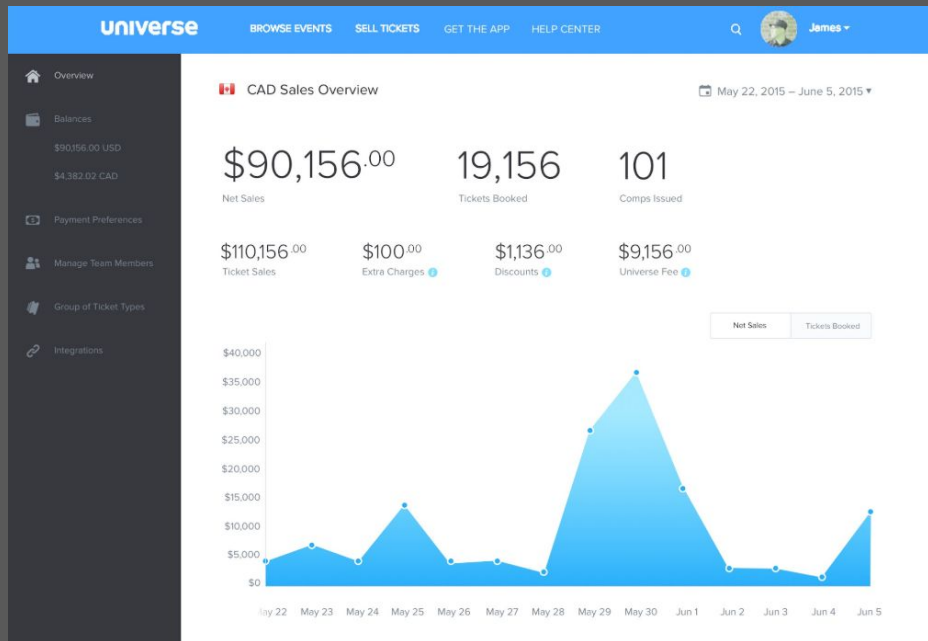 universe BROWSE EVENTS SELL TICKETS GET THE APP HELP CENTER James
Overview
Balances
$90,156.00 USD
$4,382.02 CAD
Payment Preferences
Manage Team Members
Group of Ticket Types
Integrations
CAD Sales Overview
May 22, 2015 – June 5, 2015
$90,156.00 19,156 101
Net Sales Tickets Booked Comps Issued
$110,156.00 $100.00 $1,136.00 $9,156.00
Ticket Sales Extra Charges Discounts Universe Fee
Net Sales Tickets Booked
$40,000
$35,000
$30,000
$25,000
$20,000
$15,000
$10,000
$5,000
$0
ay 22 May 23 May 24 May 25 May 26 May 27 May 28 May 29 May 30 Jun 1 Jun 2 Jun 3 Jun 4 Jun 5